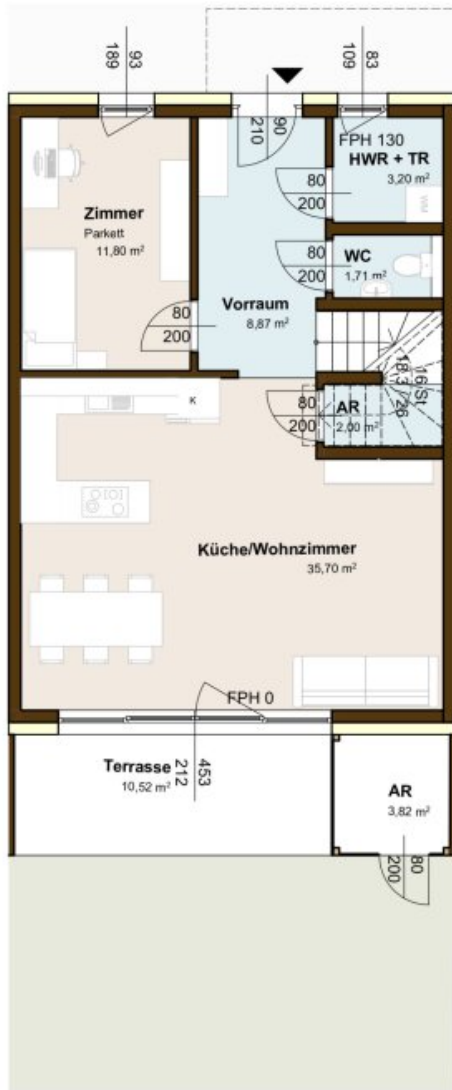 93
189
83
109
90
210
FPH 130
HWR + TR
3,20 m²
WM
80
200
Zimmer
Parkett
11,80 m²
WC
1,71 m²
80
200
Vorraum
8,87 m²
80
200
16 St
18,3 / 26
K
80
200
AR
2,00 m²
Küche/Wohnzimmer
35,70 m²
FPH 0
Terrasse
10,52 m²
453
212
AR
3,82 m²
80
200